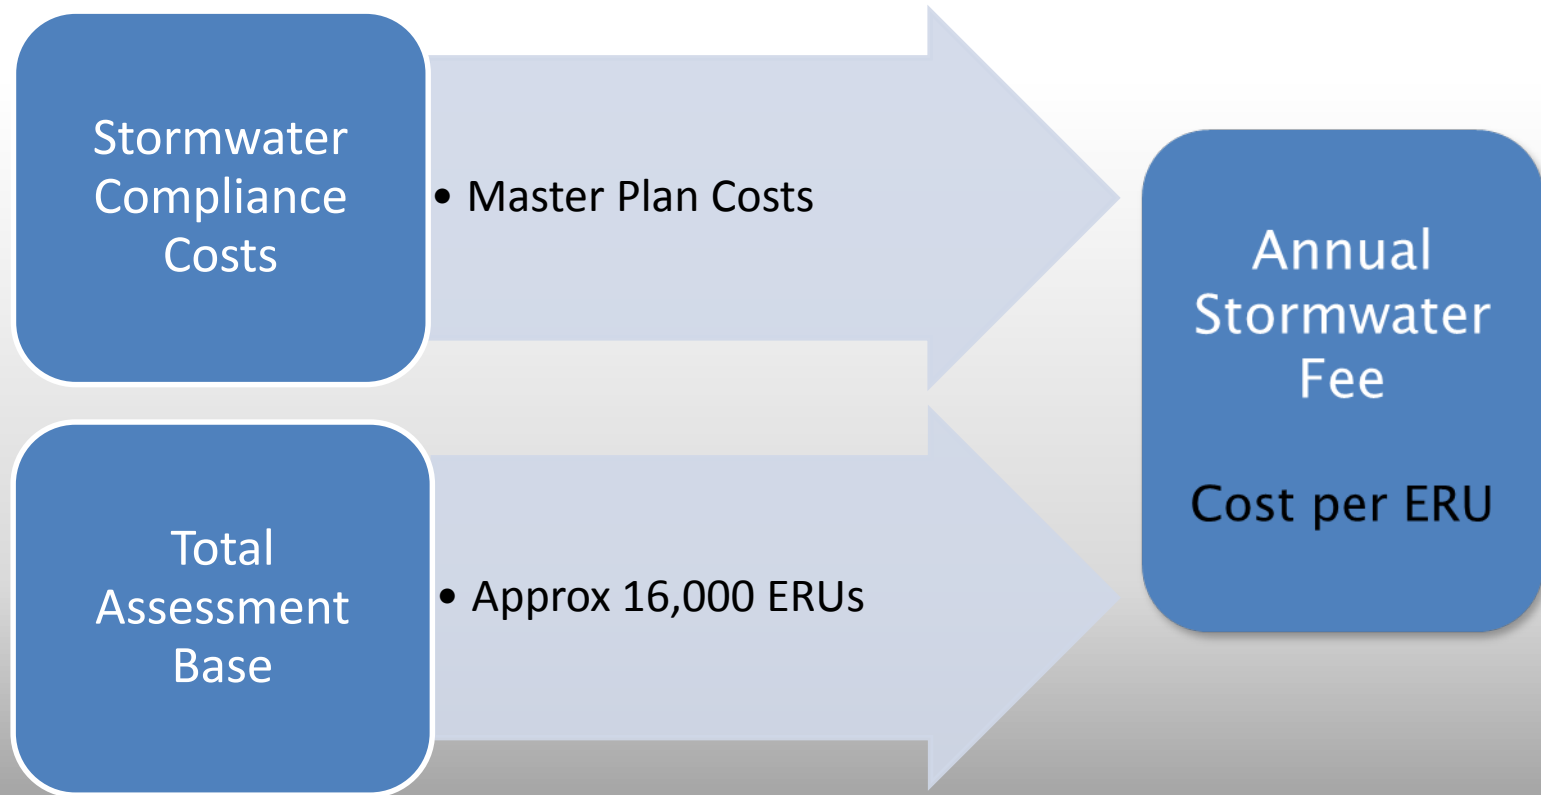 Stormwater
Compliance
Costs
• Master Plan Costs
Total
Assessment
Base
• Approx 16,000 ERUs
Annual
Stormwater
Fee
Cost per ERU